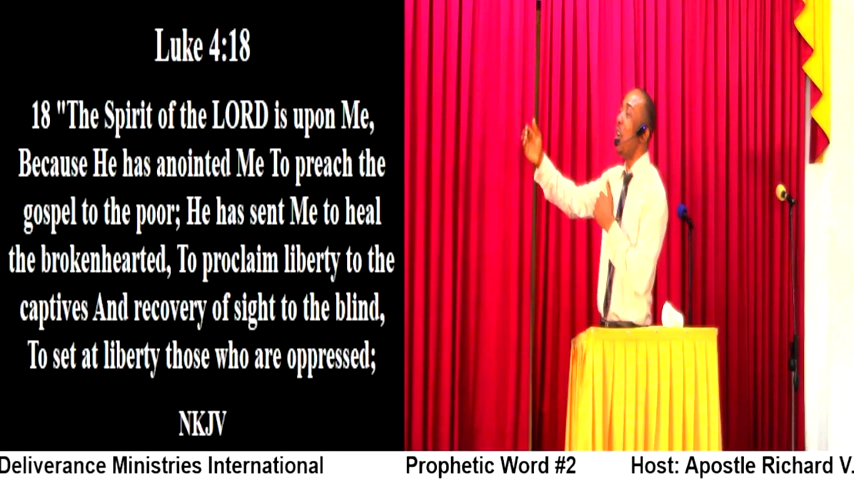 Luke 4:18
18 "The Spirit of the LORD is upon Me,
Because He has anointed Me To preach the
gospel to the poor; He has sent Me to heal
the brokenhearted, To proclaim liberty to the
captives And recovery of sight to the blind,
To set at liberty those who are oppressed;
NKJV
Deliverance Ministries International Prophetic Word #2 Host: Apostle Richard V.